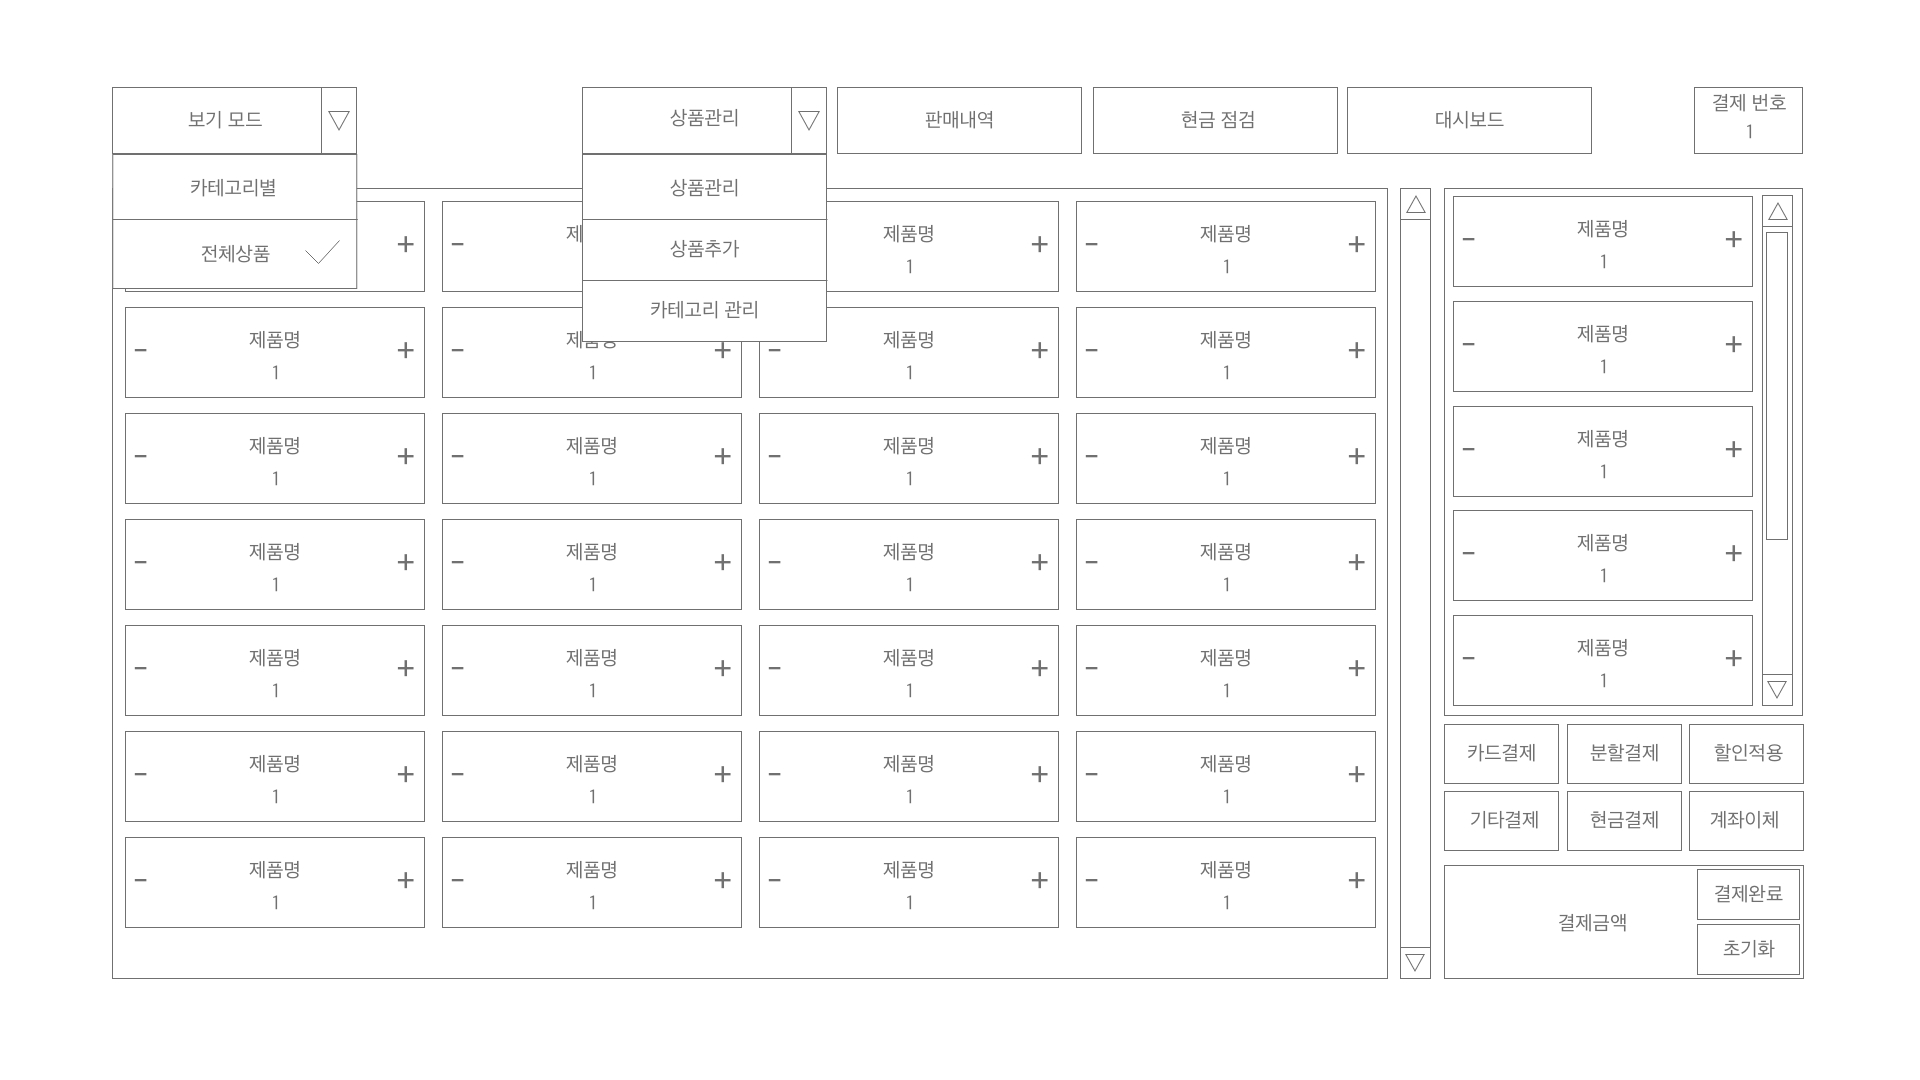 보기 모드
상품관리
판매내역
현금 점검
대시보드
결제 번호
1
카테고리별
전체상품
상품관리
상품추가
카테고리 관리
+
- 제
제품명 +
1
- 제품명 +
1
- 제품명 +
1
- 제품명 +
1
- 제품명 +
1
- 제품명 +
1
- 제품명 +
1
- 제품명 +
1
- 제품명 +
1
- 제품명 +
1
- 제품명 +
1
- 제품명 +
1
- 제품명 +
1
- 제품명 +
1
- 제품명 +
1
- 제품명 +
1
- 제품명 +
1
- 제품명 +
1
- 제품명 +
1
- 제품명 +
1
- 제품명 +
1
- 제품명 +
1
- 제품명 +
1
- 제품명 +
1
- 제품명 +
1
- 제품명 +
1
- 제품명 +
1
- 제품명 +
1
- 제품명 +
1
- 제품명 +
1
- 제품명 +
1
- 제품명 +
1
- 제품명 +
1
카드결제
분할결제
할인적용
기타결제
현금결제
계좌이체
결제금액
결제완료
초기화